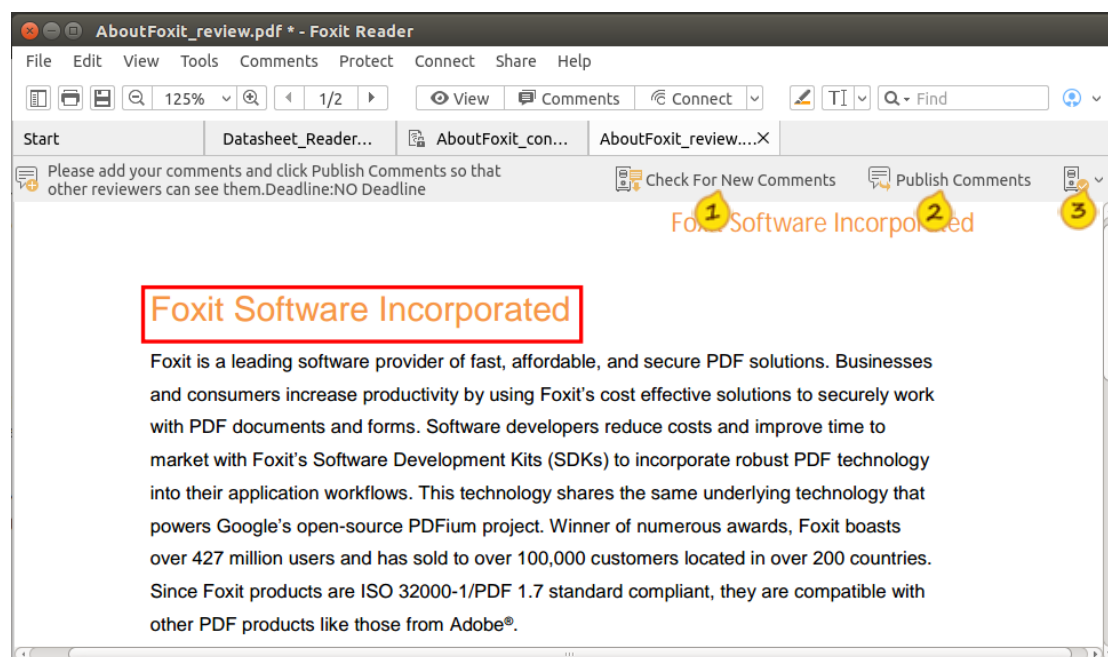 AboutFoxit_review.pdf * - Foxit Reader
File Edit View Tools Comments Protect Connect Share Help
125% 1/2 View Comments Connect TI Find
Start Datasheet_Reader... AboutFoxit_con... AboutFoxit_review....X
Please add your comments and click Publish Comments so that
other reviewers can see them.Deadline:NO Deadline
Check For New Comments Publish Comments
1 2 3
Foxit Software Incorporated
Foxit Software Incorporated
Foxit is a leading software provider of fast, affordable, and secure PDF solutions. Businesses
and consumers increase productivity by using Foxit's cost effective solutions to securely work
with PDF documents and forms. Software developers reduce costs and improve time to
market with Foxit's Software Development Kits (SDKs) to incorporate robust PDF technology
into their application workflows. This technology shares the same underlying technology that
powers Google's open-source PDFium project. Winner of numerous awards, Foxit boasts
over 427 million users and has sold to over 100,000 customers located in over 200 countries.
Since Foxit products are ISO 32000-1/PDF 1.7 standard compliant, they are compatible with
other PDF products like those from Adobe®.